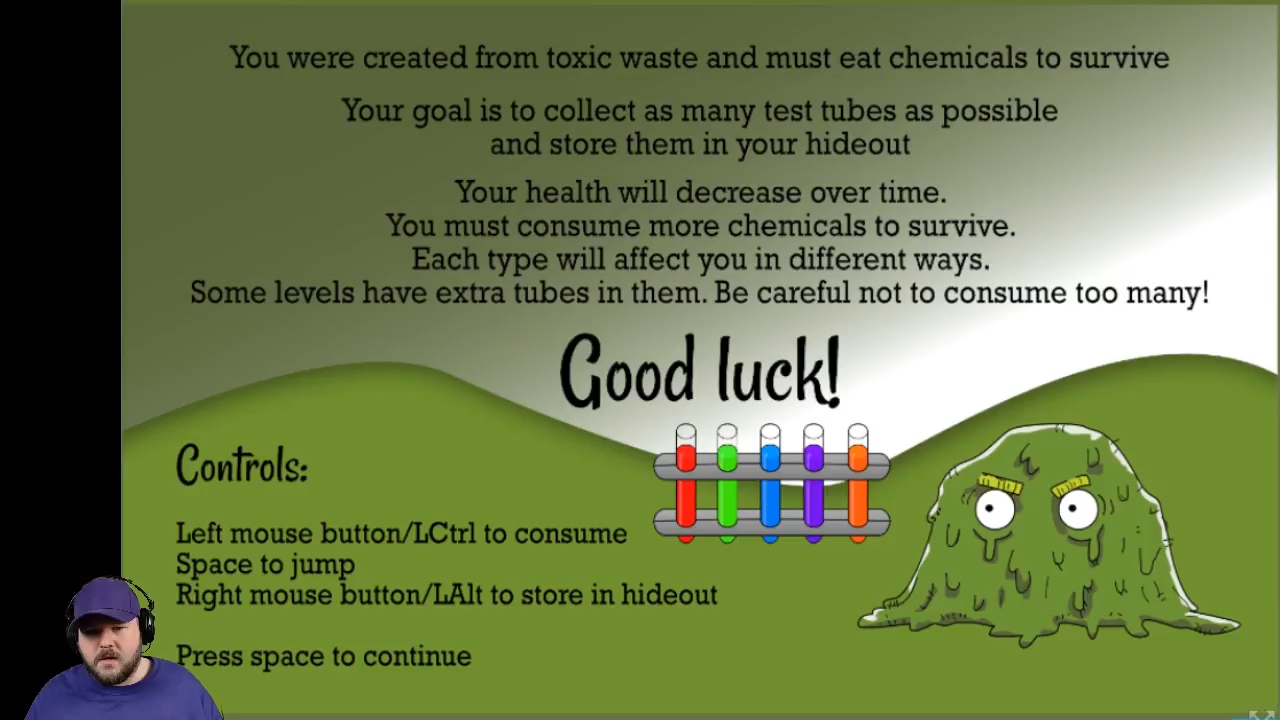 You were created from toxic waste and must eat chemicals to survive
Your goal is to collect as many test tubes as possible
and store them in your hideout
Your health will decrease over time.
You must consume more chemicals to survive.
Each type will affect you in different ways.
Some levels have extra tubes in them. Be careful not to consume too many!
Good luck!
Controls:
Left mouse button/LCtrl to consume
Space to jump
Right mouse button/LAlt to store in hideout
Press space to continue